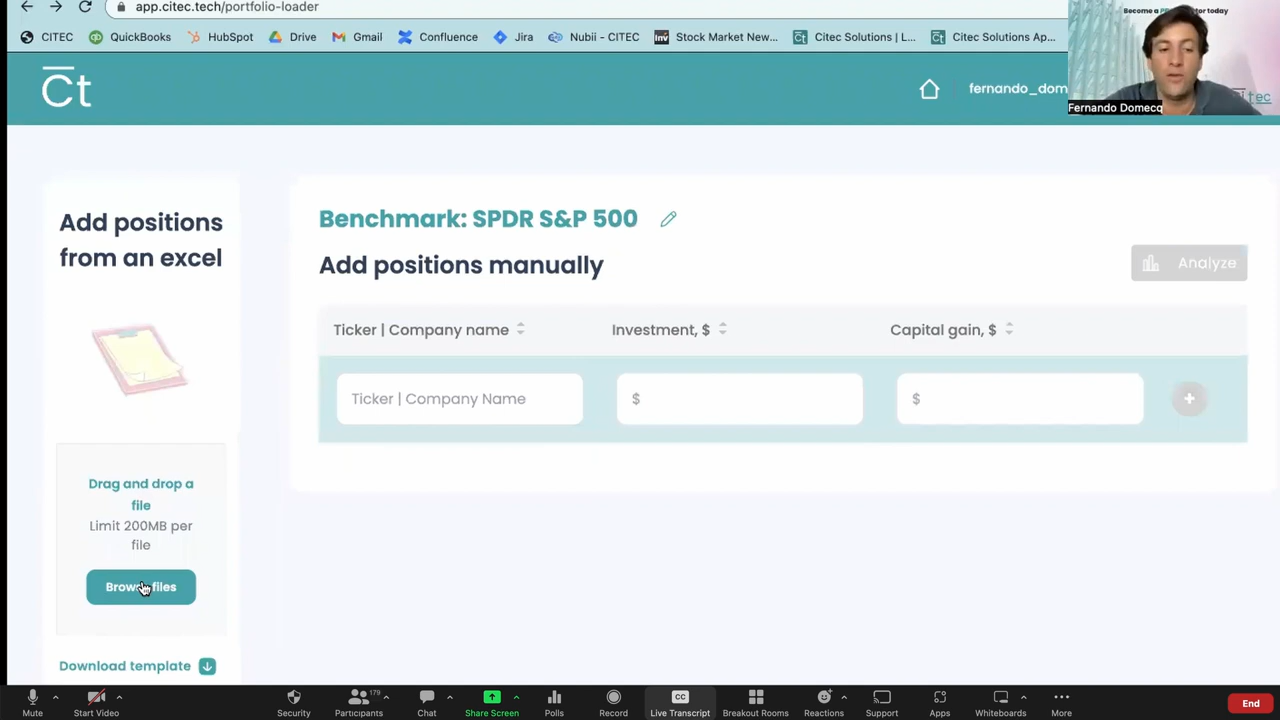 app.citec.tech/portfolio-loader
CITEC
QuickBooks
HubSpot
Drive
Gmail
Confluence
Jira
Nubii - CITEC
Stock Market New...
Citec Solutions | L...
Citec Solutions Ap...
Become a
today
Fernando Domecq
Ct
fernando_dom
Add positions
from an excel
Drag and drop a
file
Limit 200MB per
file
Browse files
Download template
Benchmark: SPDR S&P 500
Add positions manually
Analyze
Ticker | Company name
Investment, $
Capital gain, $
Ticker | Company Name
$
$
+
Mute
Start Video
Security
179
Participants
Chat
Share Screen
Polls
Record
CC
Live Transcript
Breakout Rooms
Reactions
Support
Apps
Whiteboards
More
End